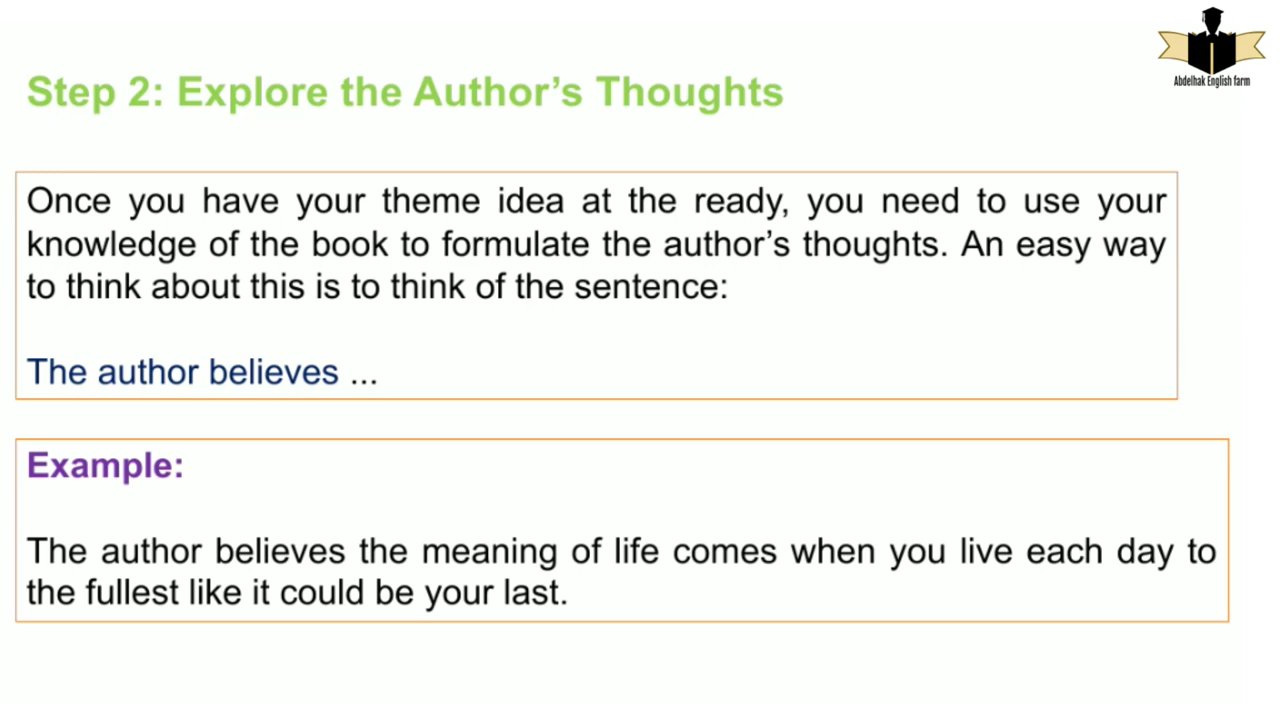 Abdelhak English farm
Step 2: Explore the Author’s Thoughts
Once you have your theme idea at the ready, you need to use your
knowledge of the book to formulate the author’s thoughts. An easy way
to think about this is to think of the sentence:
The author believes ...
Example:
The author believes the meaning of life comes when you live each day to
the fullest like it could be your last.